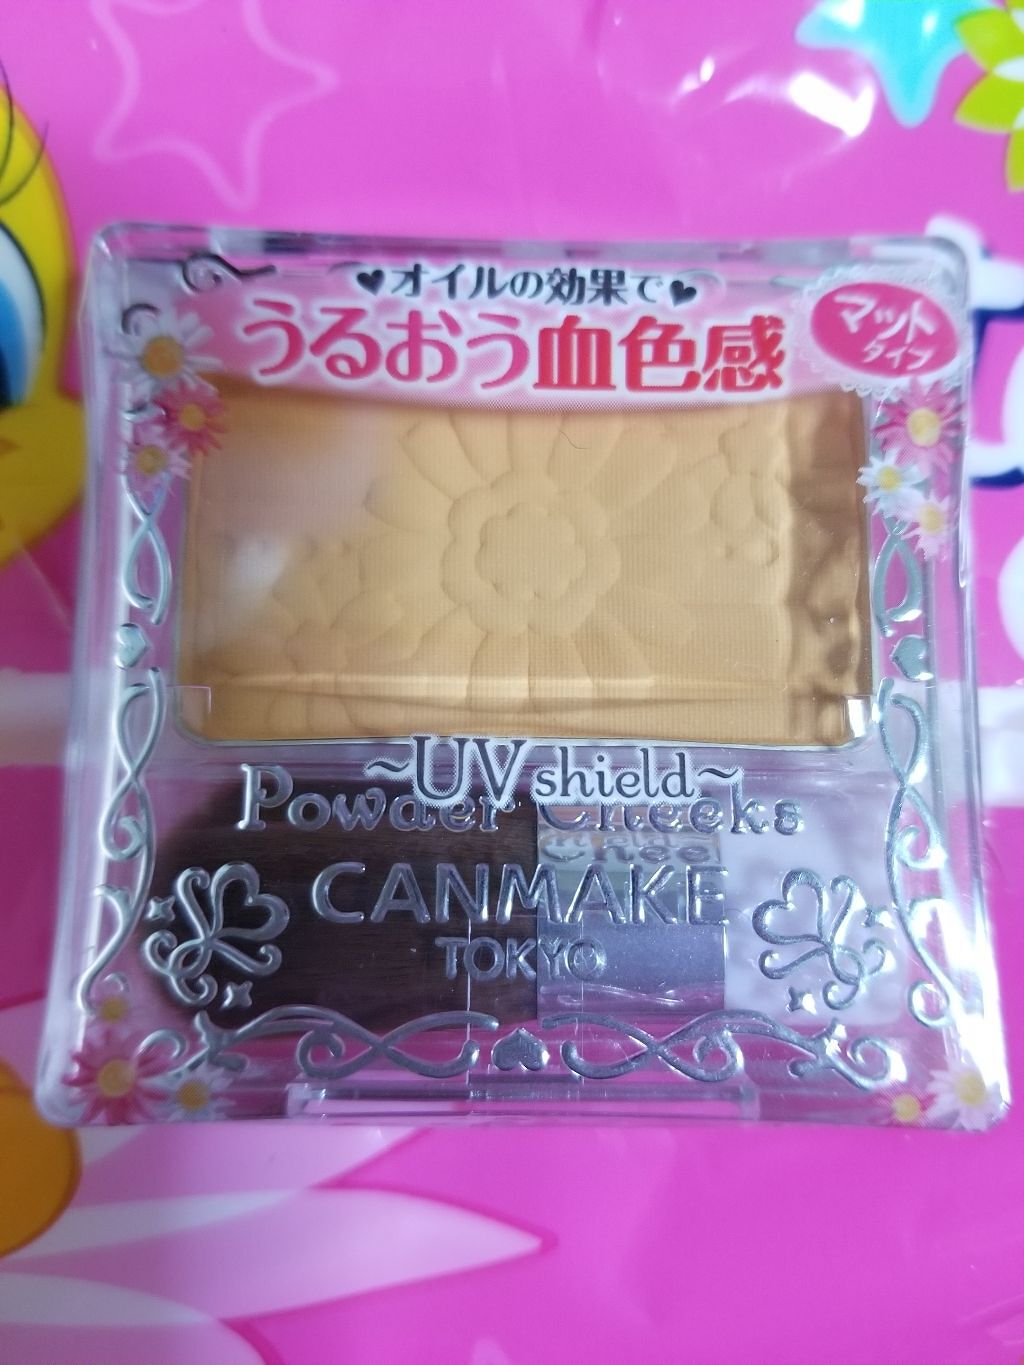 ♥オイルの効果で♥
うるおう血色感
マット
タイプ
~UV shield~
Powder Cheeks
CANMAKE
TOKYO